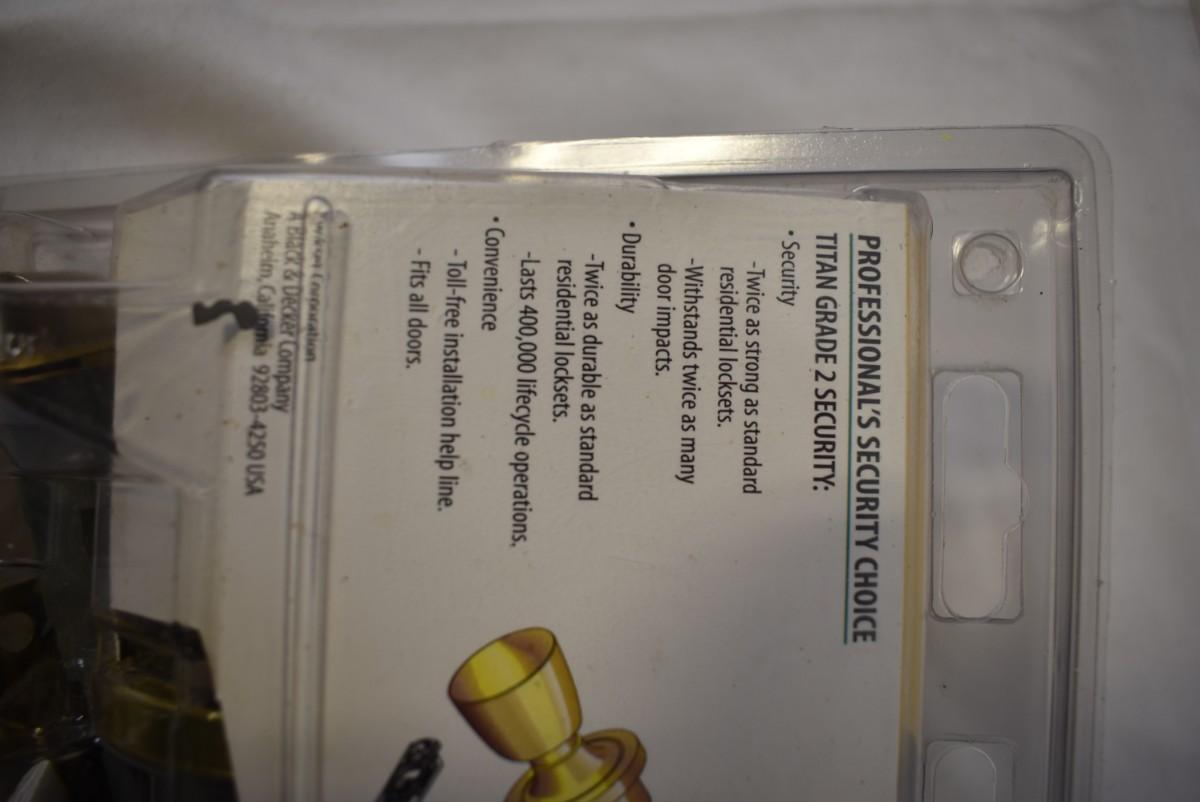 PROFESSIONAL'S SECURITY CHOICE
TITAN GRADE 2 SECURITY:
• Security
-Twice as strong as standard
residential locksets.
-Withstands twice as many
door impacts.
• Durability
-Twice as durable as standard
residential locksets.
-Lasts 400,000 lifecycle operations.
• Convenience
- Toll-free installation help line.
- Fits all doors.
Kwikset Corporation
A Black & Decker Company
Anaheim, California 92803-4250 USA